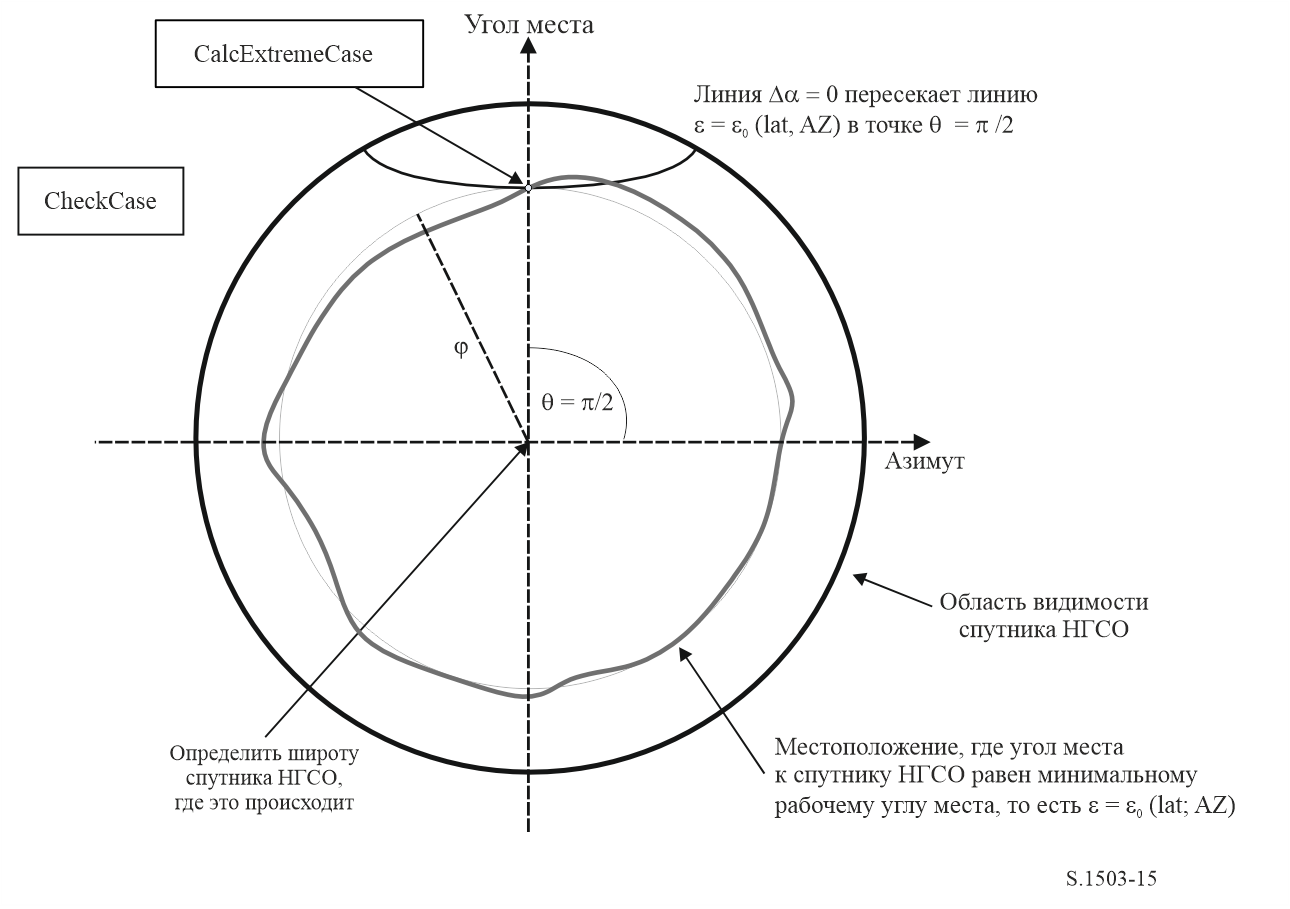 Угол места
CalcExtremeCase
Линия Δα = 0 пересекает линию
ε = ε₀ (lat, AZ) в точке θ = π /2
CheckCase
φ
θ = π/2
Азимут
Область видимости
спутника НГСО
Определить широту
спутника НГСО,
где это происходит
Местоположение, где угол места
к спутнику НГСО равен минимальному
рабочему углу места, то есть ε = ε₀ (lat; AZ)
S.1503-15